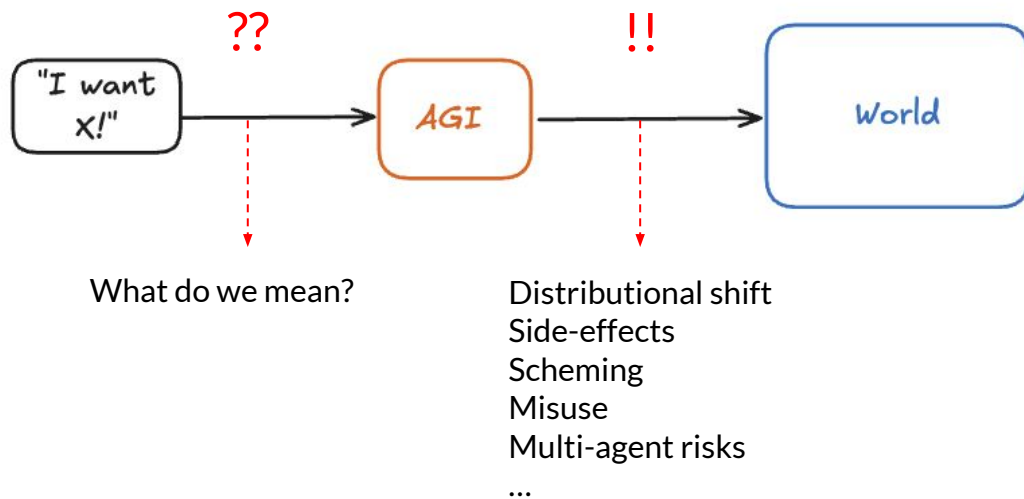 ??
!!
"I want
X!"
AGI
World
What do we mean?
Distributional shift
Side-effects
Scheming
Misuse
Multi-agent risks
...